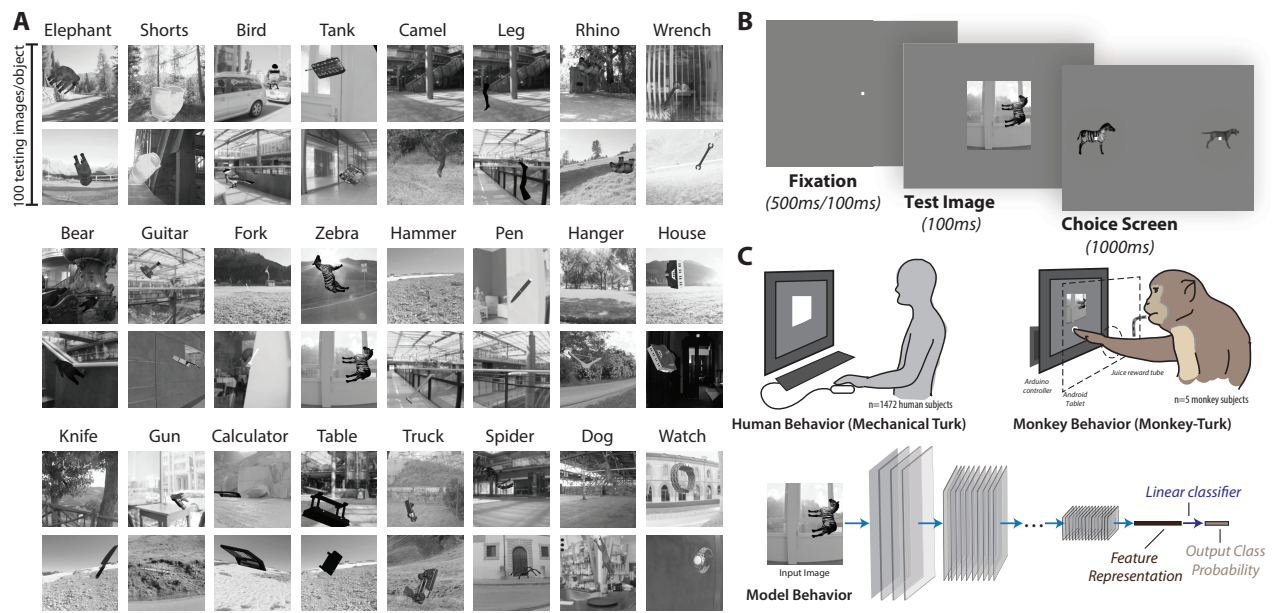 A
Elephant Shorts Bird Tank Camel Leg Rhino Wrench
100 testing images/object
Bear Guitar Fork Zebra Hammer Pen Hanger House
Knife Gun Calculator Table Truck Spider Dog Watch
B
Fixation
(500ms/100ms)
Test Image
(100ms)
Choice Screen
(1000ms)
C
n=1472 human subjects
Human Behavior (Mechanical Turk)
Arduino
controller
Android
Tablet
Juice reward tube
n=5 monkey subjects
Monkey Behavior (Monkey-Turk)
Input Image
Model Behavior
...
Linear classifier
Feature
Representation
Output Class
Probability